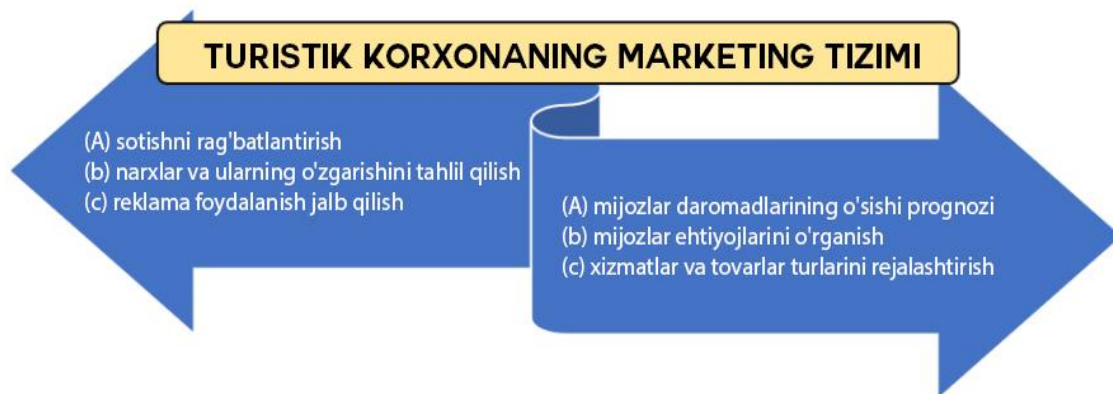 TURISTIK KORXONANING MARKETING TIZIMI
(A) sotishni rag'batlantirish
(b) narxlar va ularning o'zgarishini tahlil qilish
(c) reklama foydalanish jalb qilish
(A) mijozlar daromadlarining o'sishi prognozi
(b) mijozlar ehtiyojlarini o'rganish
(c) xizmatlar va tovarlar turlarini rejalashtirish